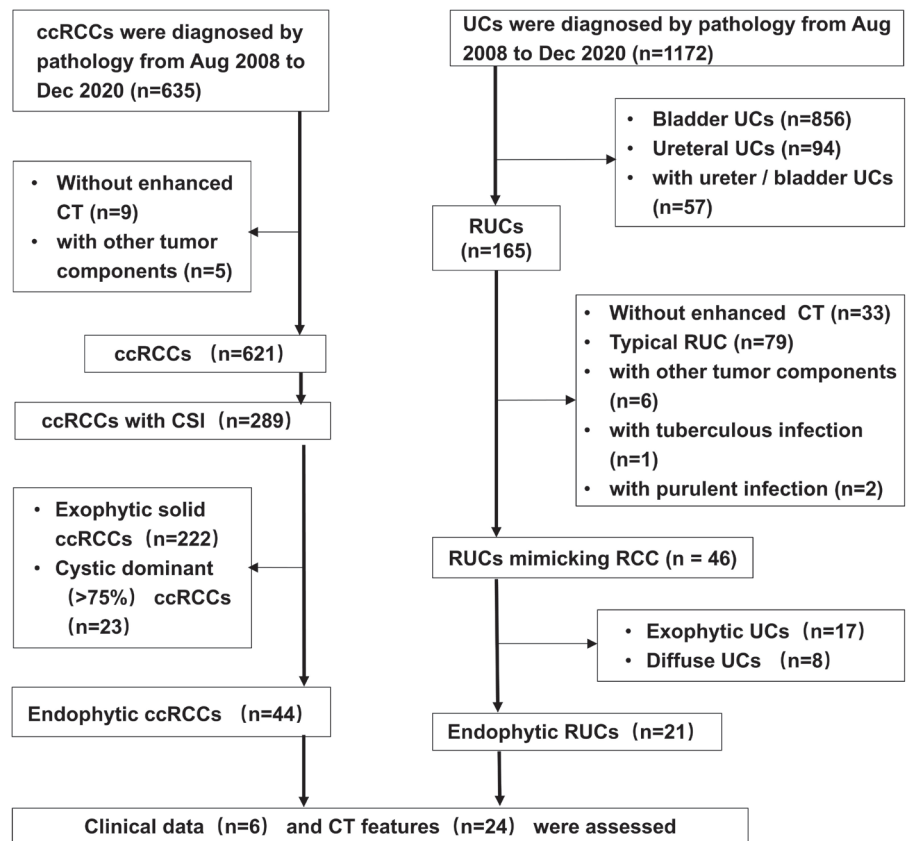 ccRCCs were diagnosed by
pathology from Aug 2008 to
Dec 2020 (n=635)
• Without enhanced
CT (n=9)
• with other tumor
components (n=5)
ccRCCs （n=621）
ccRCCs with CSI（n=289）
• Exophytic solid
ccRCCs （n=222）
• Cystic dominant
（>75%） ccRCCs
（n=23）
Endophytic ccRCCs （n=44）
UCs were diagnosed by pathology from Aug
2008 to Dec 2020 (n=1172)
• Bladder UCs (n=856)
• Ureteral UCs (n=94)
• with ureter / bladder UCs
(n=57)
RUCs
(n=165)
• Without enhanced CT (n=33)
• Typical RUC (n=79)
• with other tumor components
(n=6)
• with tuberculous infection
(n=1)
• with purulent infection (n=2)
RUCs mimicking RCC (n = 46)
• Exophytic UCs（n=17）
• Diffuse UCs （n=8）
Endophytic RUCs（n=21）
Clinical data（n=6） and CT features（n=24） were assessed